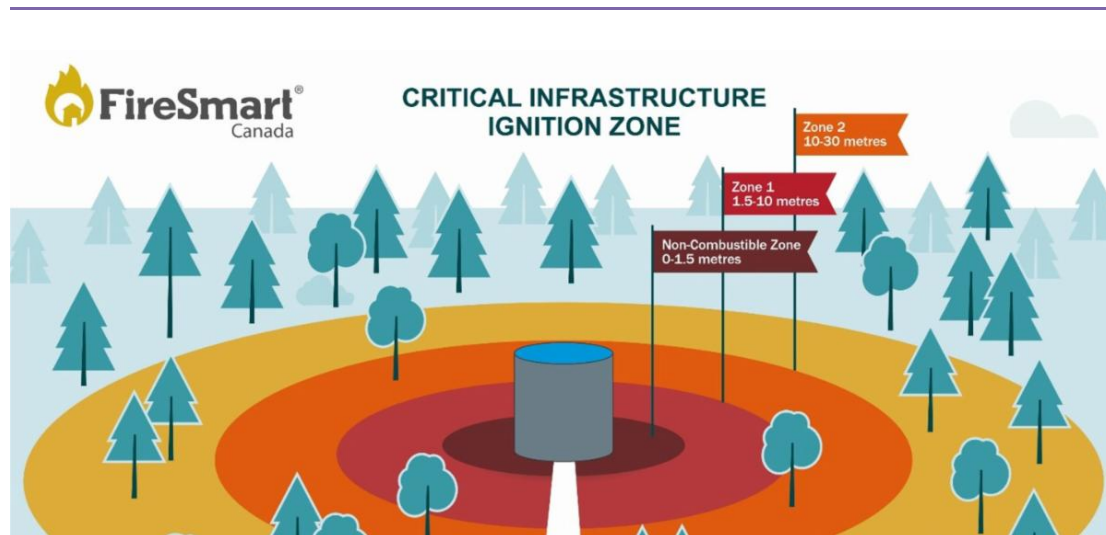 FireSmart®
Canada
CRITICAL INFRASTRUCTURE
IGNITION ZONE
Zone 2
10-30 metres
Zone 1
1.5-10 metres
Non-Combustible Zone
0-1.5 metres